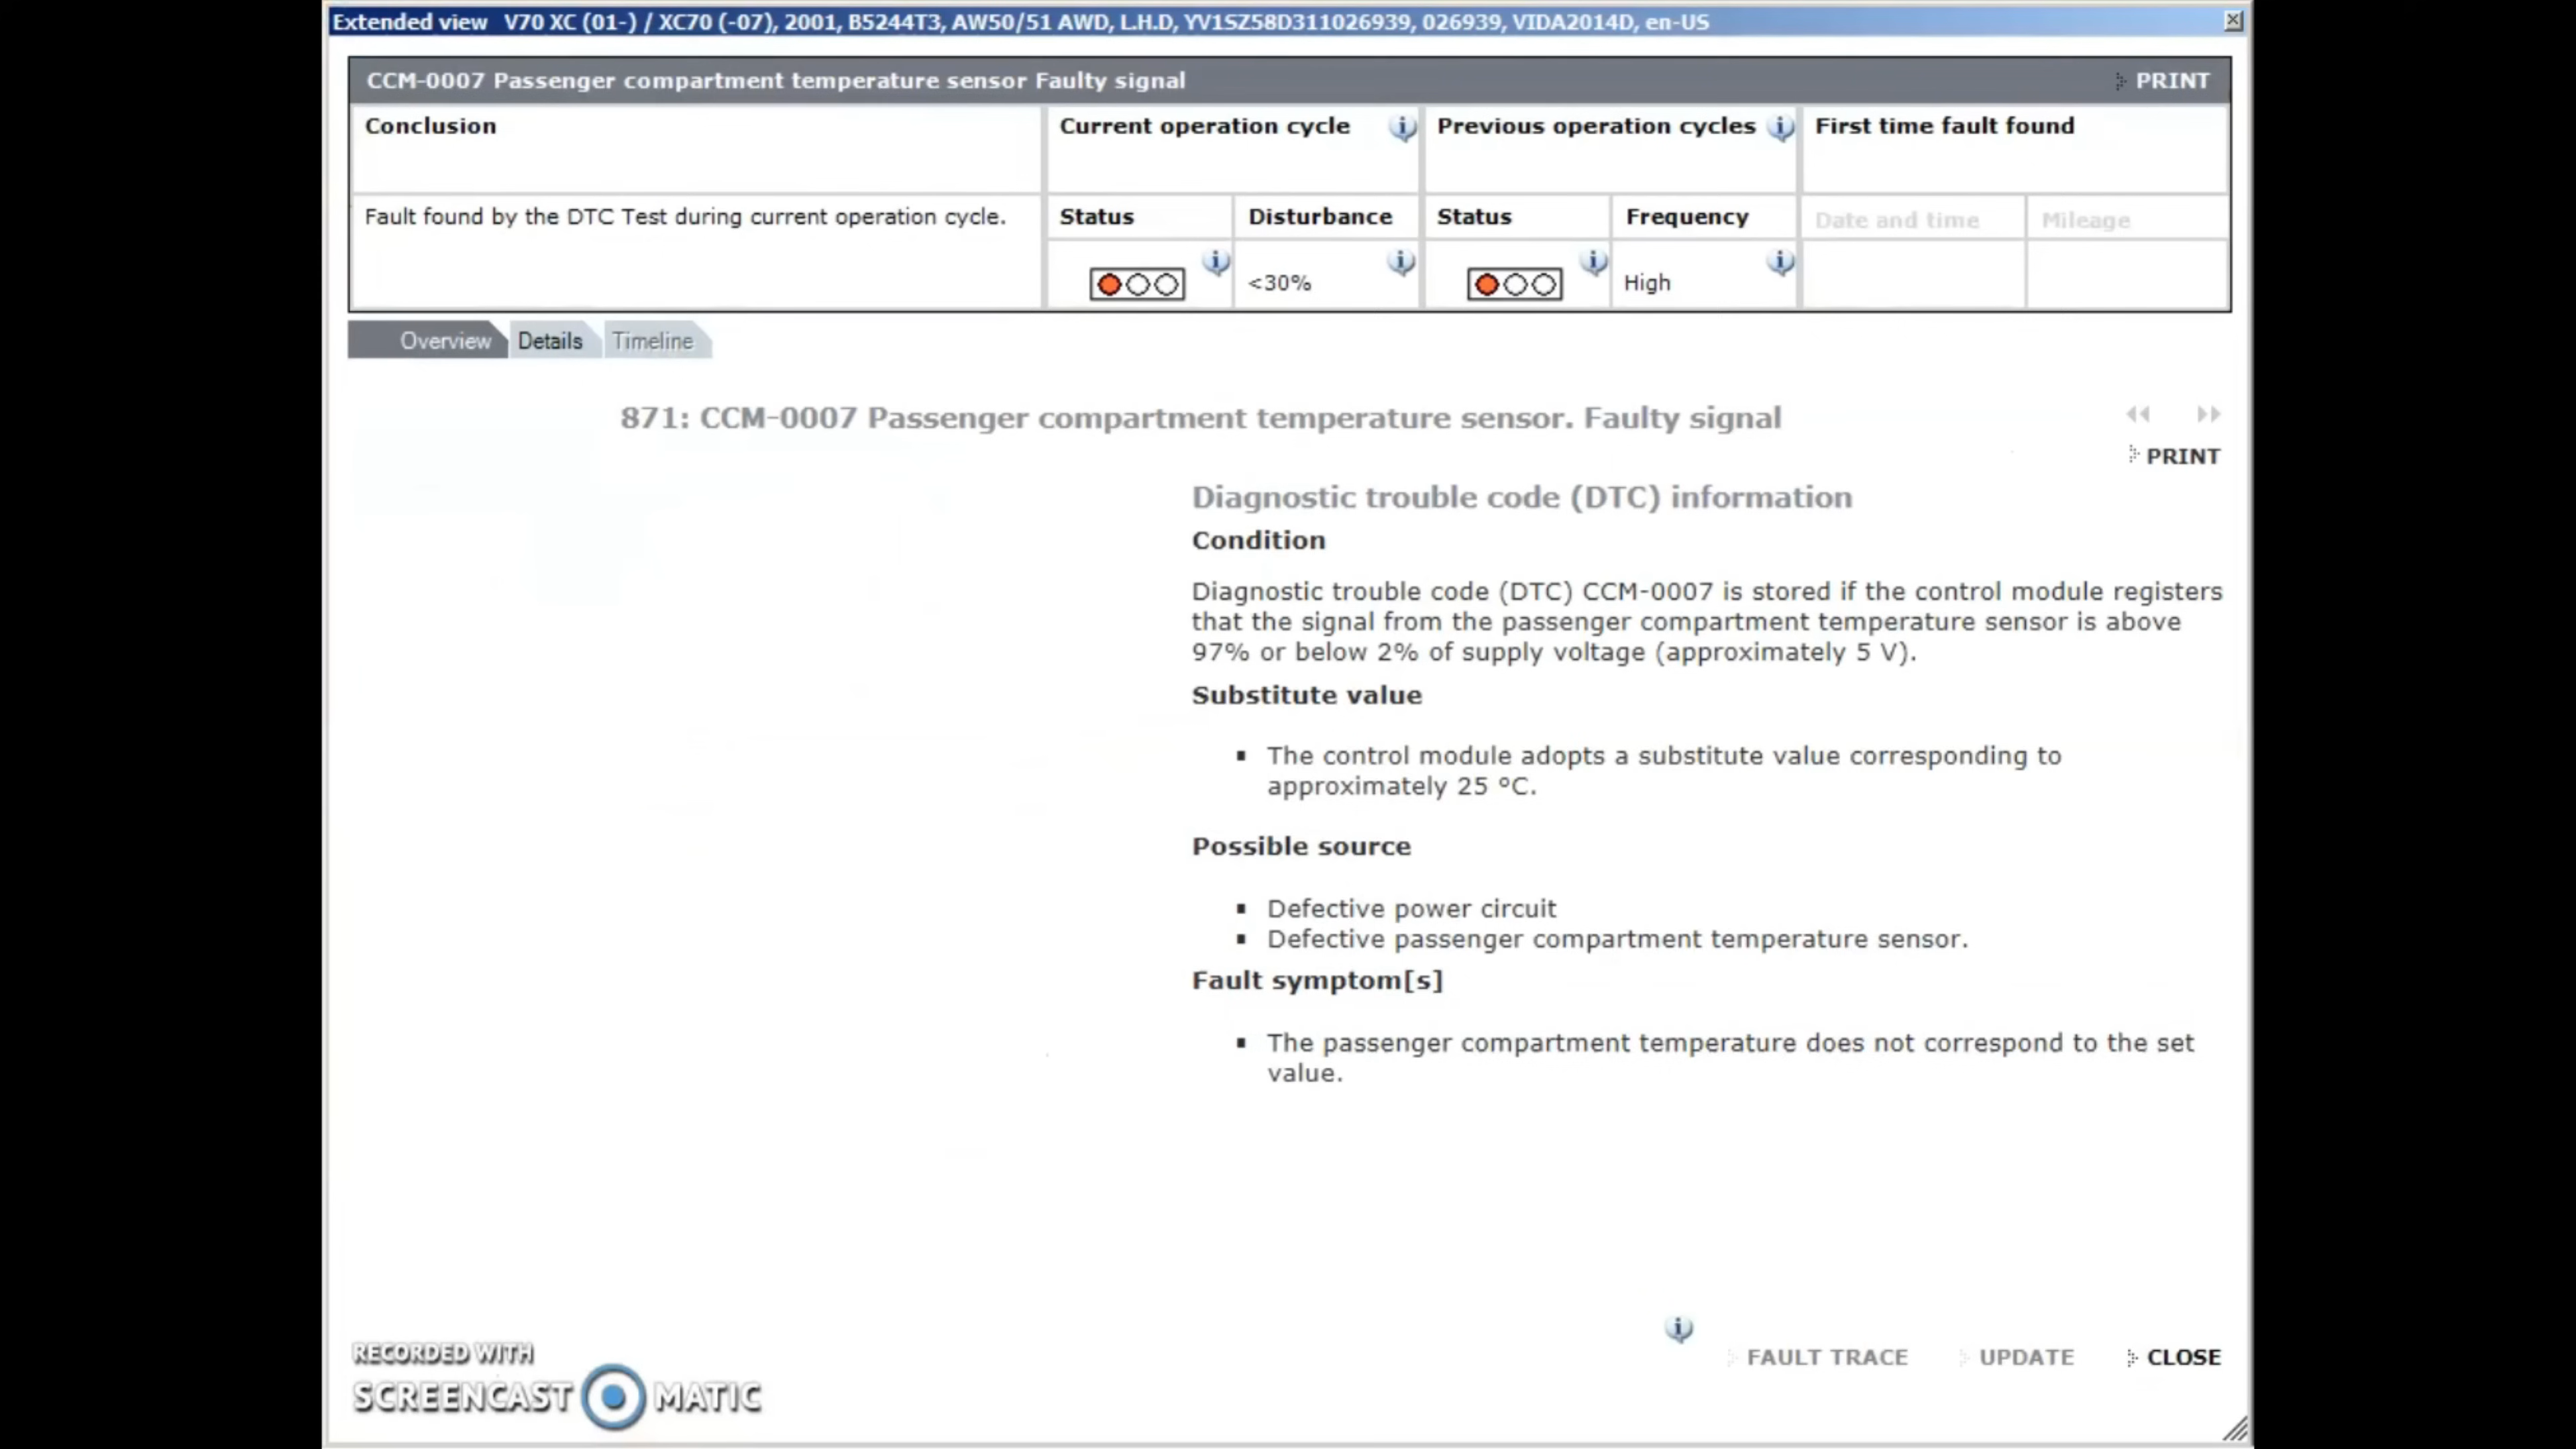 Extended view V70 XC (01-) / XC70 (-07), 2001, B5244T3, AW50/51 AWD, L.H.D, YV1SZ58D311026939, 026939, VIDA2014D, en-US
CCM-0007 Passenger compartment temperature sensor Faulty signal PRINT
Conclusion Current operation cycle Previous operation cycles First time fault found
Fault found by the DTC Test during current operation cycle. Status Disturbance Status Frequency Date and time Mileage
<30% High
Overview Details Timeline
871: CCM-0007 Passenger compartment temperature sensor. Faulty signal
PRINT
Diagnostic trouble code (DTC) information
Condition
Diagnostic trouble code (DTC) CCM-0007 is stored if the control module registers
that the signal from the passenger compartment temperature sensor is above
97% or below 2% of supply voltage (approximately 5 V).
Substitute value
▪ The control module adopts a substitute value corresponding to
approximately 25 °C.
Possible source
▪ Defective power circuit
▪ Defective passenger compartment temperature sensor.
Fault symptom[s]
▪ The passenger compartment temperature does not correspond to the set
value.
FAULT TRACE UPDATE CLOSE
RECORDED WITH
SCREENCAST MATIC